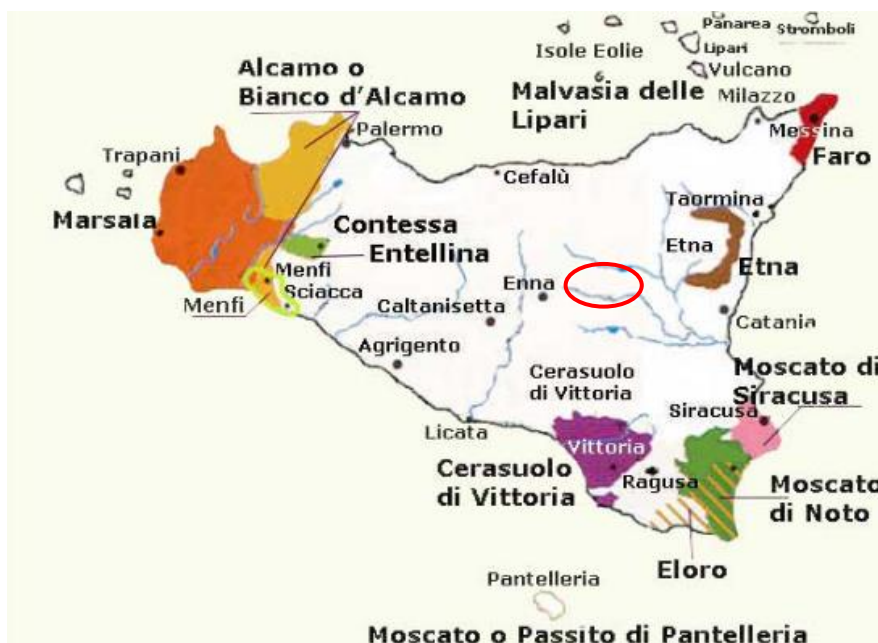 Panarea
Stromboli
Isole Eolie
Lipari
Vulcano
Alcamo o
Bianco d'Alcamo
Malvasia delle
Lipari
Milazzo
Palermo
Messina
Faro
Trapani
Cefalù
Taormina
Marsala
Contessa
Entellina
Etna
Etna
Menfi
Sciacca
Menfi
Enna
Caltanisetta
Catania
Agrigento
Moscato di
Siracusa
Cerasuolo
di Vittoria
Siracusa
Licata
Vittoria
Cerasuolo
di Vittoria
Ragusa
Moscato
di Noto
Eloro
Pantelleria
Moscato o Passito di Pantelleria